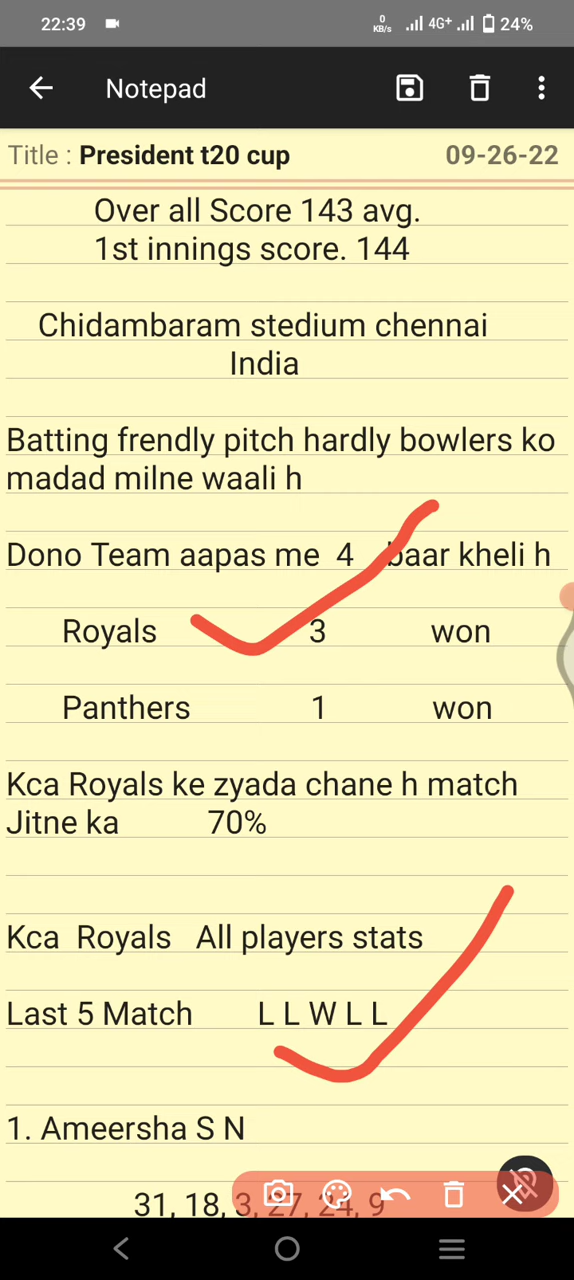 22:39 0 KB/s 4G+ 24%
Notepad
Title : President t20 cup 09-26-22
Over all Score 143 avg.
1st innings score. 144
Chidambaram stedium chennai
India
Batting frendly pitch hardly bowlers ko
madad milne waali h
Dono Team aapas me 4 baar kheli h
Royals 3 won
Panthers 1 won
Kca Royals ke zyada chane h match
Jitne ka 70%
Kca Royals All players stats
Last 5 Match L L W L L
1. Ameersha S N
31, 18, 3, 27, 24, 9